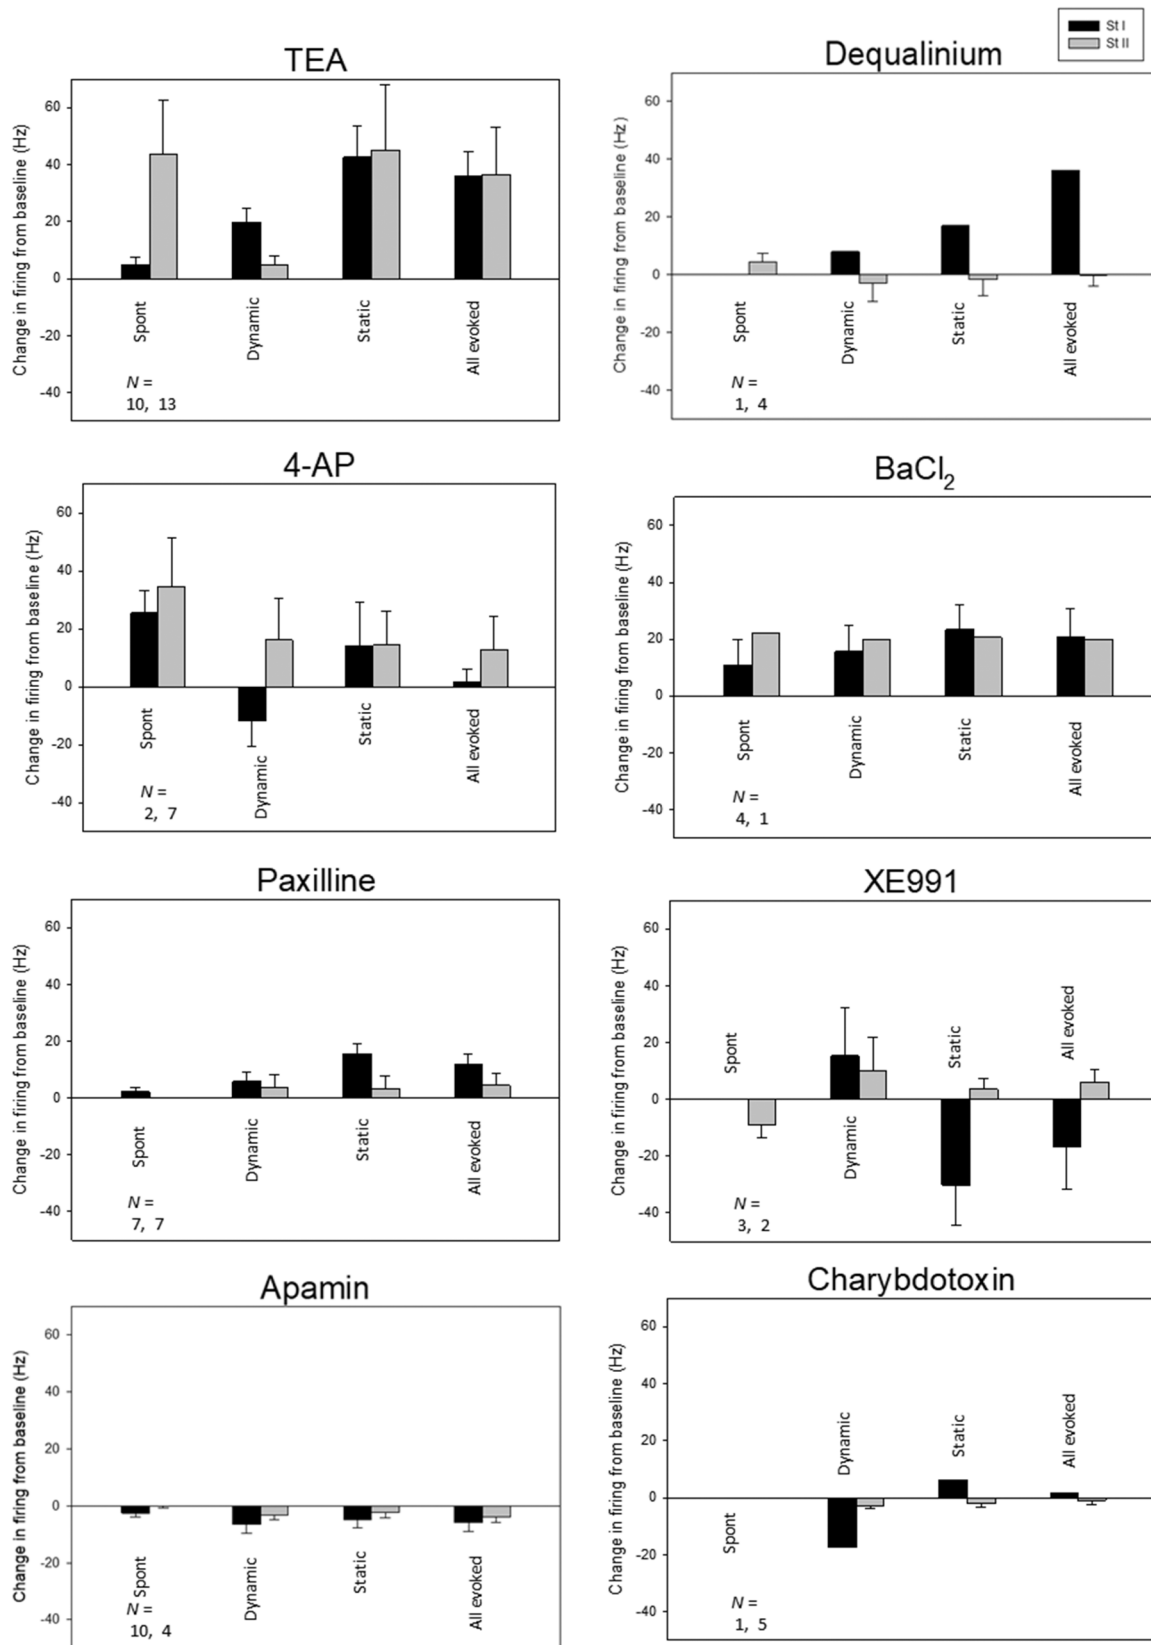 St I
St II
TEA
Change in firing from baseline (Hz)
60
40
20
0
-20
-40
Spont
Dynamic
Static
All evoked
N =
10, 13
Dequalinium
Change in firing from baseline (Hz)
60
40
20
0
-20
-40
Spont
Dynamic
Static
All evoked
N =
1, 4
4-AP
Change in firing from baseline (Hz)
60
40
20
0
-20
-40
Spont
Dynamic
Static
All evoked
N =
2, 7
BaCl₂
Change in firing from baseline (Hz)
60
40
20
0
-20
-40
Spont
Dynamic
Static
All evoked
N =
4, 1
Paxilline
Change in firing from baseline (Hz)
60
40
20
0
-20
-40
Spont
Dynamic
Static
All evoked
N =
7, 7
XE991
Change in firing from baseline (Hz)
60
40
20
0
-20
-40
Spont
Dynamic
Static
All evoked
N =
3, 2
Apamin
Change in firing from baseline (Hz)
60
40
20
0
-20
-40
Spont
Dynamic
Static
All evoked
N =
10, 4
Charybdotoxin
Change in firing from baseline (Hz)
60
40
20
0
-20
-40
Spont
Dynamic
Static
All evoked
N =
1, 5